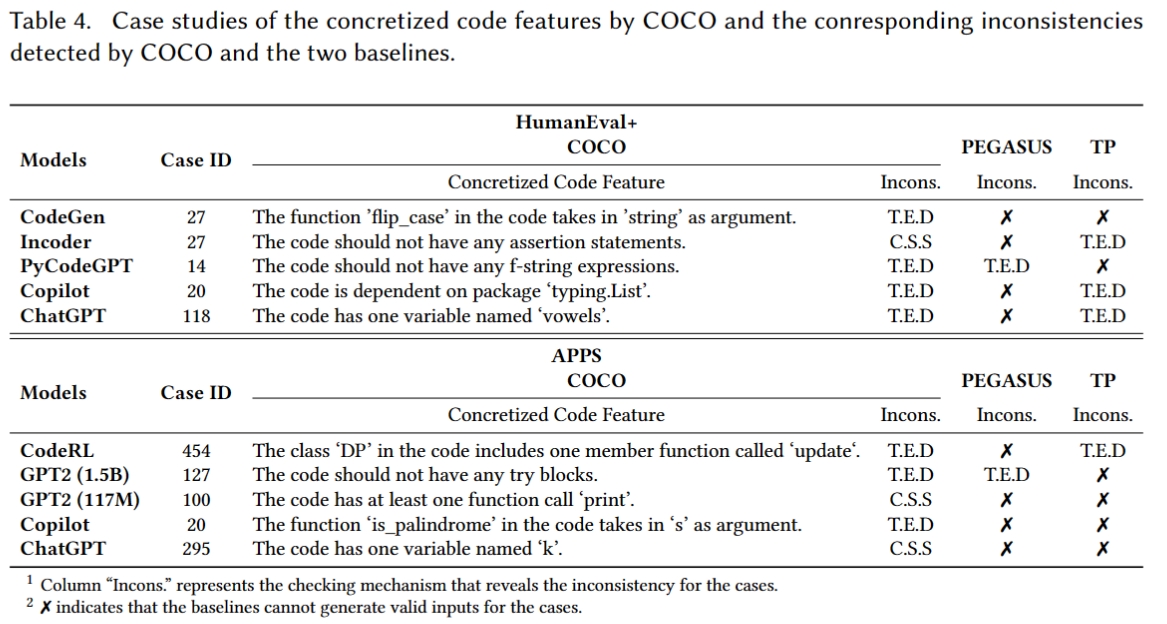 Table 4. Case studies of the concretized code features by COCO and the conresponding inconsistencies
detected by COCO and the two baselines.
HumanEval+
Models Case ID COCO PEGASUS TP
Concretized Code Feature Incons. Incons. Incons.
CodeGen 27 The function 'flip_case' in the code takes in 'string' as argument. T.E.D ✗ ✗
Incoder 27 The code should not have any assertion statements. C.S.S ✗ T.E.D
PyCodeGPT 14 The code should not have any f-string expressions. T.E.D T.E.D ✗
Copilot 20 The code is dependent on package ‘typing.List’. T.E.D ✗ T.E.D
ChatGPT 118 The code has one variable named ‘vowels’. T.E.D ✗ T.E.D
APPS
Models Case ID COCO PEGASUS TP
Concretized Code Feature Incons. Incons. Incons.
CodeRL 454 The class ‘DP’ in the code includes one member function called ‘update‘. T.E.D ✗ T.E.D
GPT2 (1.5B) 127 The code should not have any try blocks. T.E.D T.E.D ✗
GPT2 (117M) 100 The code has at least one function call ‘print’. C.S.S ✗ ✗
Copilot 20 The function ‘is_palindrome’ in the code takes in ‘s’ as argument. T.E.D ✗ ✗
ChatGPT 295 The code has one variable named ‘k’. C.S.S ✗ ✗
1 Column “Incons.” represents the checking mechanism that reveals the inconsistency for the cases.
2 ✗ indicates that the baselines cannot generate valid inputs for the cases.